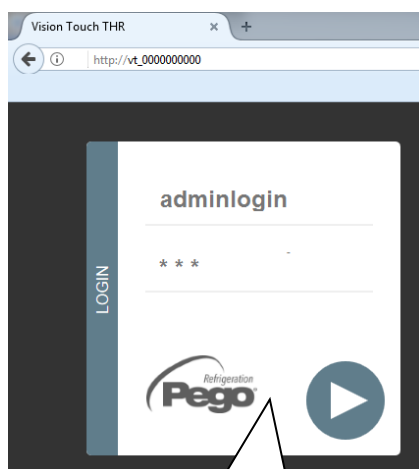 Vision Touch THR
http://vt_0000000000
adminlogin
* * *
LOGIN
Refrigeration
Pego